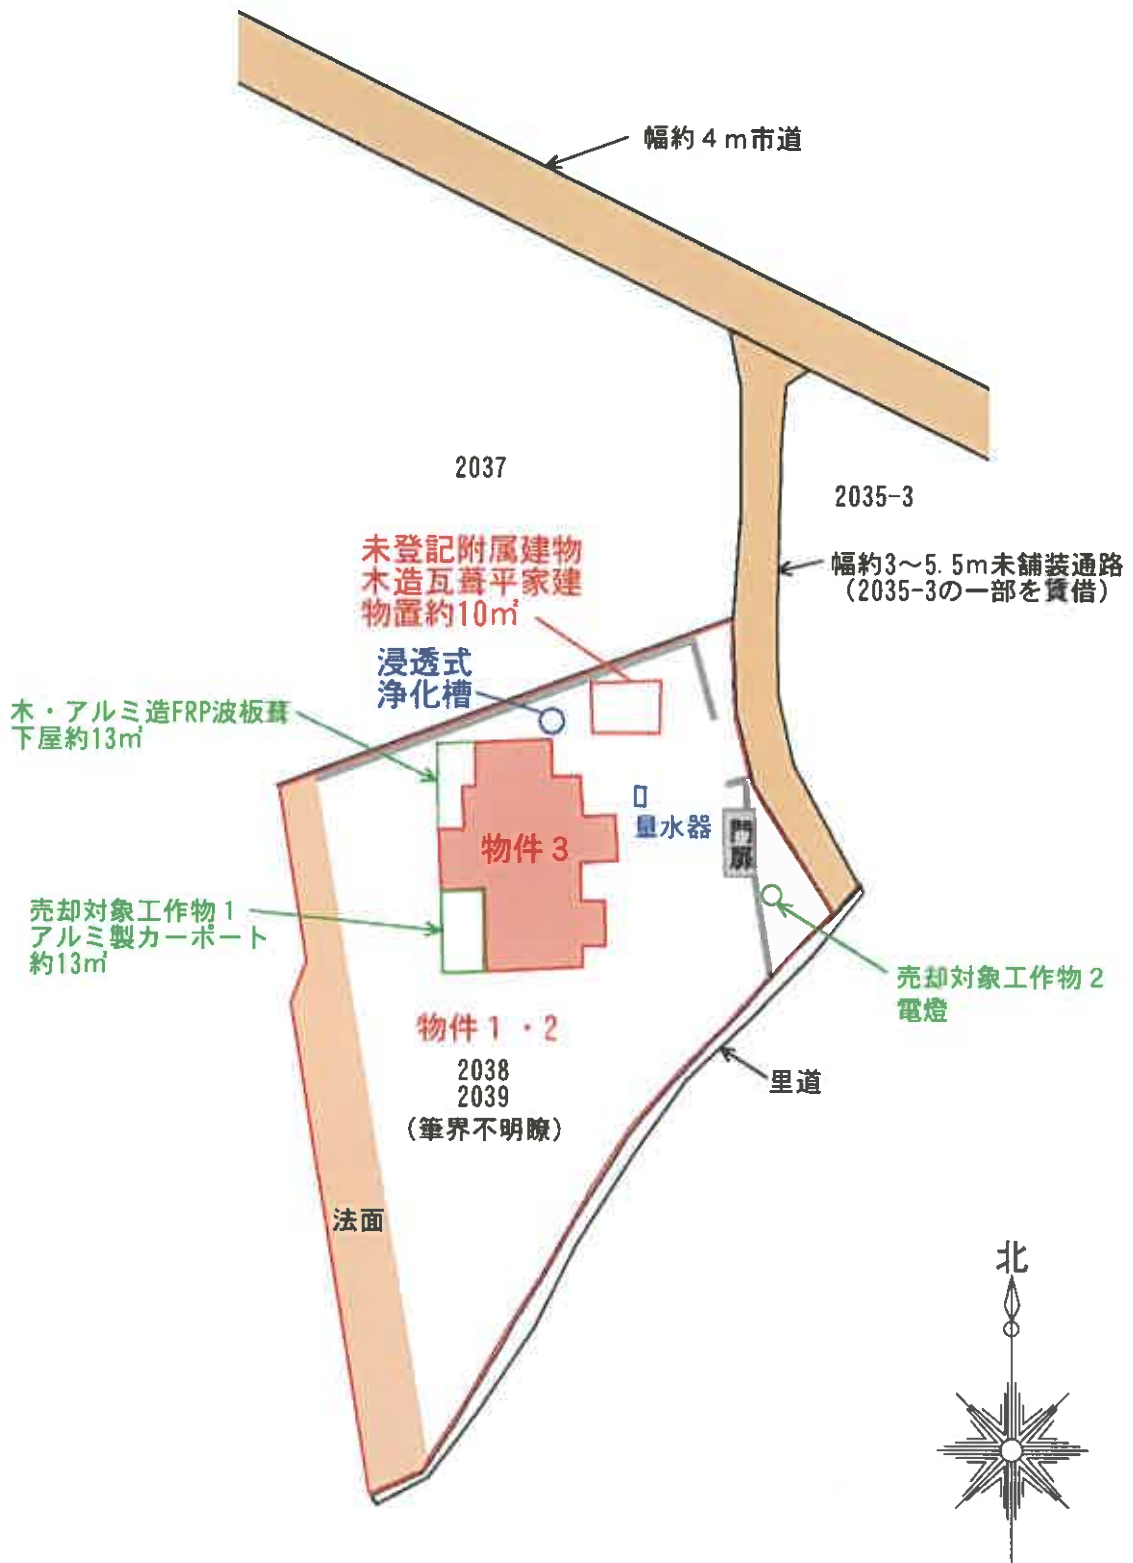 幅約４ｍ市道
2037
2035-3
未登記附属建物
木造瓦葺平家建
物置約10㎡
幅約3～5.5m未舗装通路
（2035-3の一部を賃借）
浸透式
浄化槽
木・アルミ造FRP波板葺
下屋約13㎡
量水器
門扉
物件３
売却対象工作物１
アルミ製カーポート
約13㎡
売却対象工作物２
電燈
物件１・２
2038
2039
（筆界不明瞭）
里道
法面
北